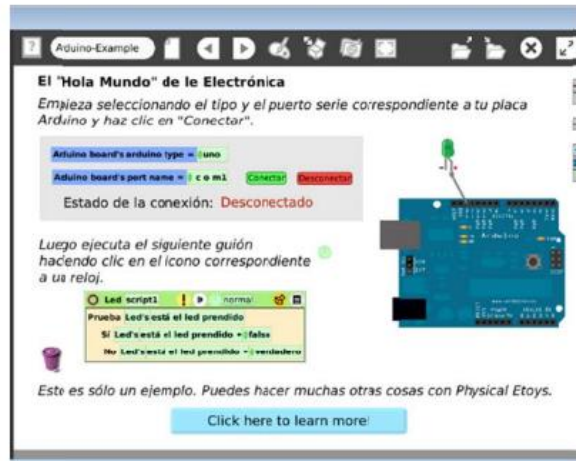 Arduino-Example
El "Hola Mundo" de le Electrónica
Empieza seleccionando el tipo y el puerto serie correspondiente a tu placa
Arduino y haz clic en "Conectar".
Arduino board's arduino type = uno
Arduino board's port name = com1 Conectar Desconectar
Estado de la conexión: Desconectado
Luego ejecuta el siguiente guión
haciendo clic en el icono correspondiente
a un reloj.
Led script1 ! normal
Prueba Led's está el led prendido
Sí Led's está el led prendido = false
No Led's está el led prendido = verdadero
Arduino
Este es sólo un ejemplo. Puedes hacer muchas otras cosas con Physical Etoys.
Click here to learn more!